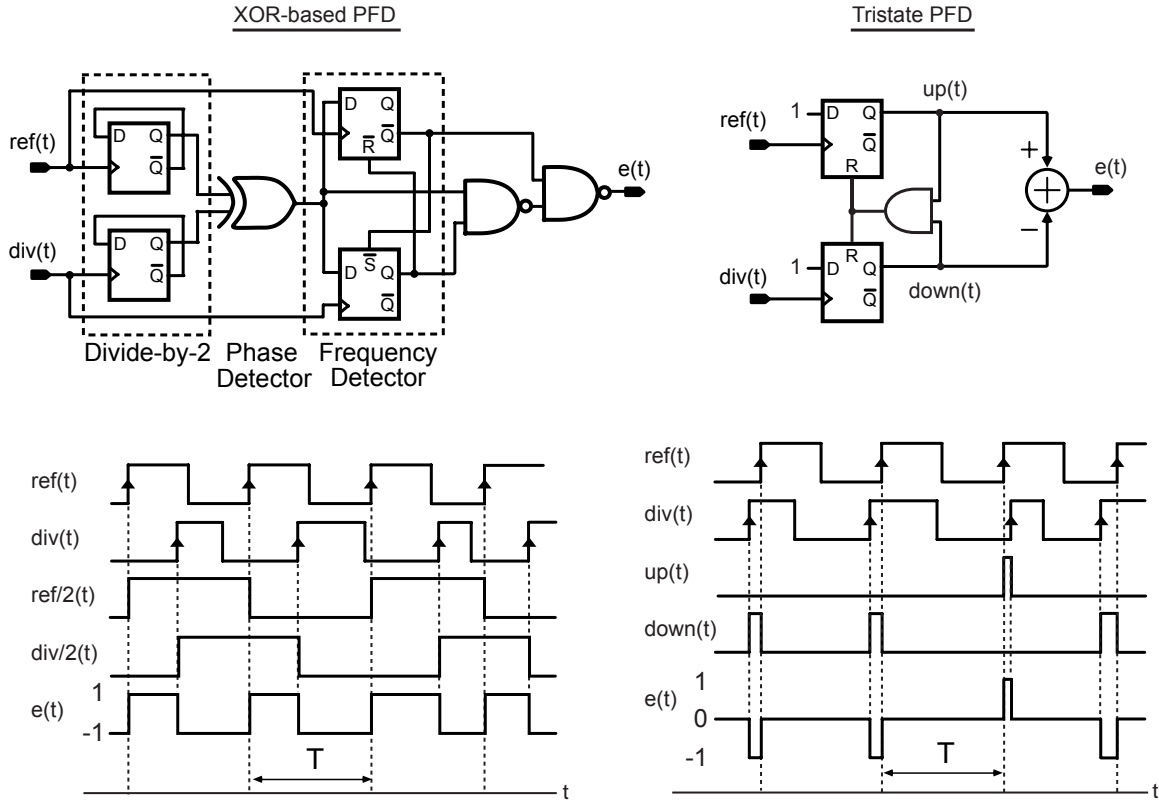 XOR-based PFD
Tristate PFD
D Q
Q
ref(t)
D Q
Q
div(t)
D Q
Q
R
D S Q
Q
e(t)
Divide-by-2
Phase
Detector
Frequency
Detector
1 D Q
Q
R
ref(t)
up(t)
e(t)
+
−
1 D R Q
Q
div(t)
down(t)
ref(t)
div(t)
ref/2(t)
div/2(t)
1
e(t)
-1
T
t
ref(t)
div(t)
up(t)
down(t)
1
e(t)
0
-1
T
t